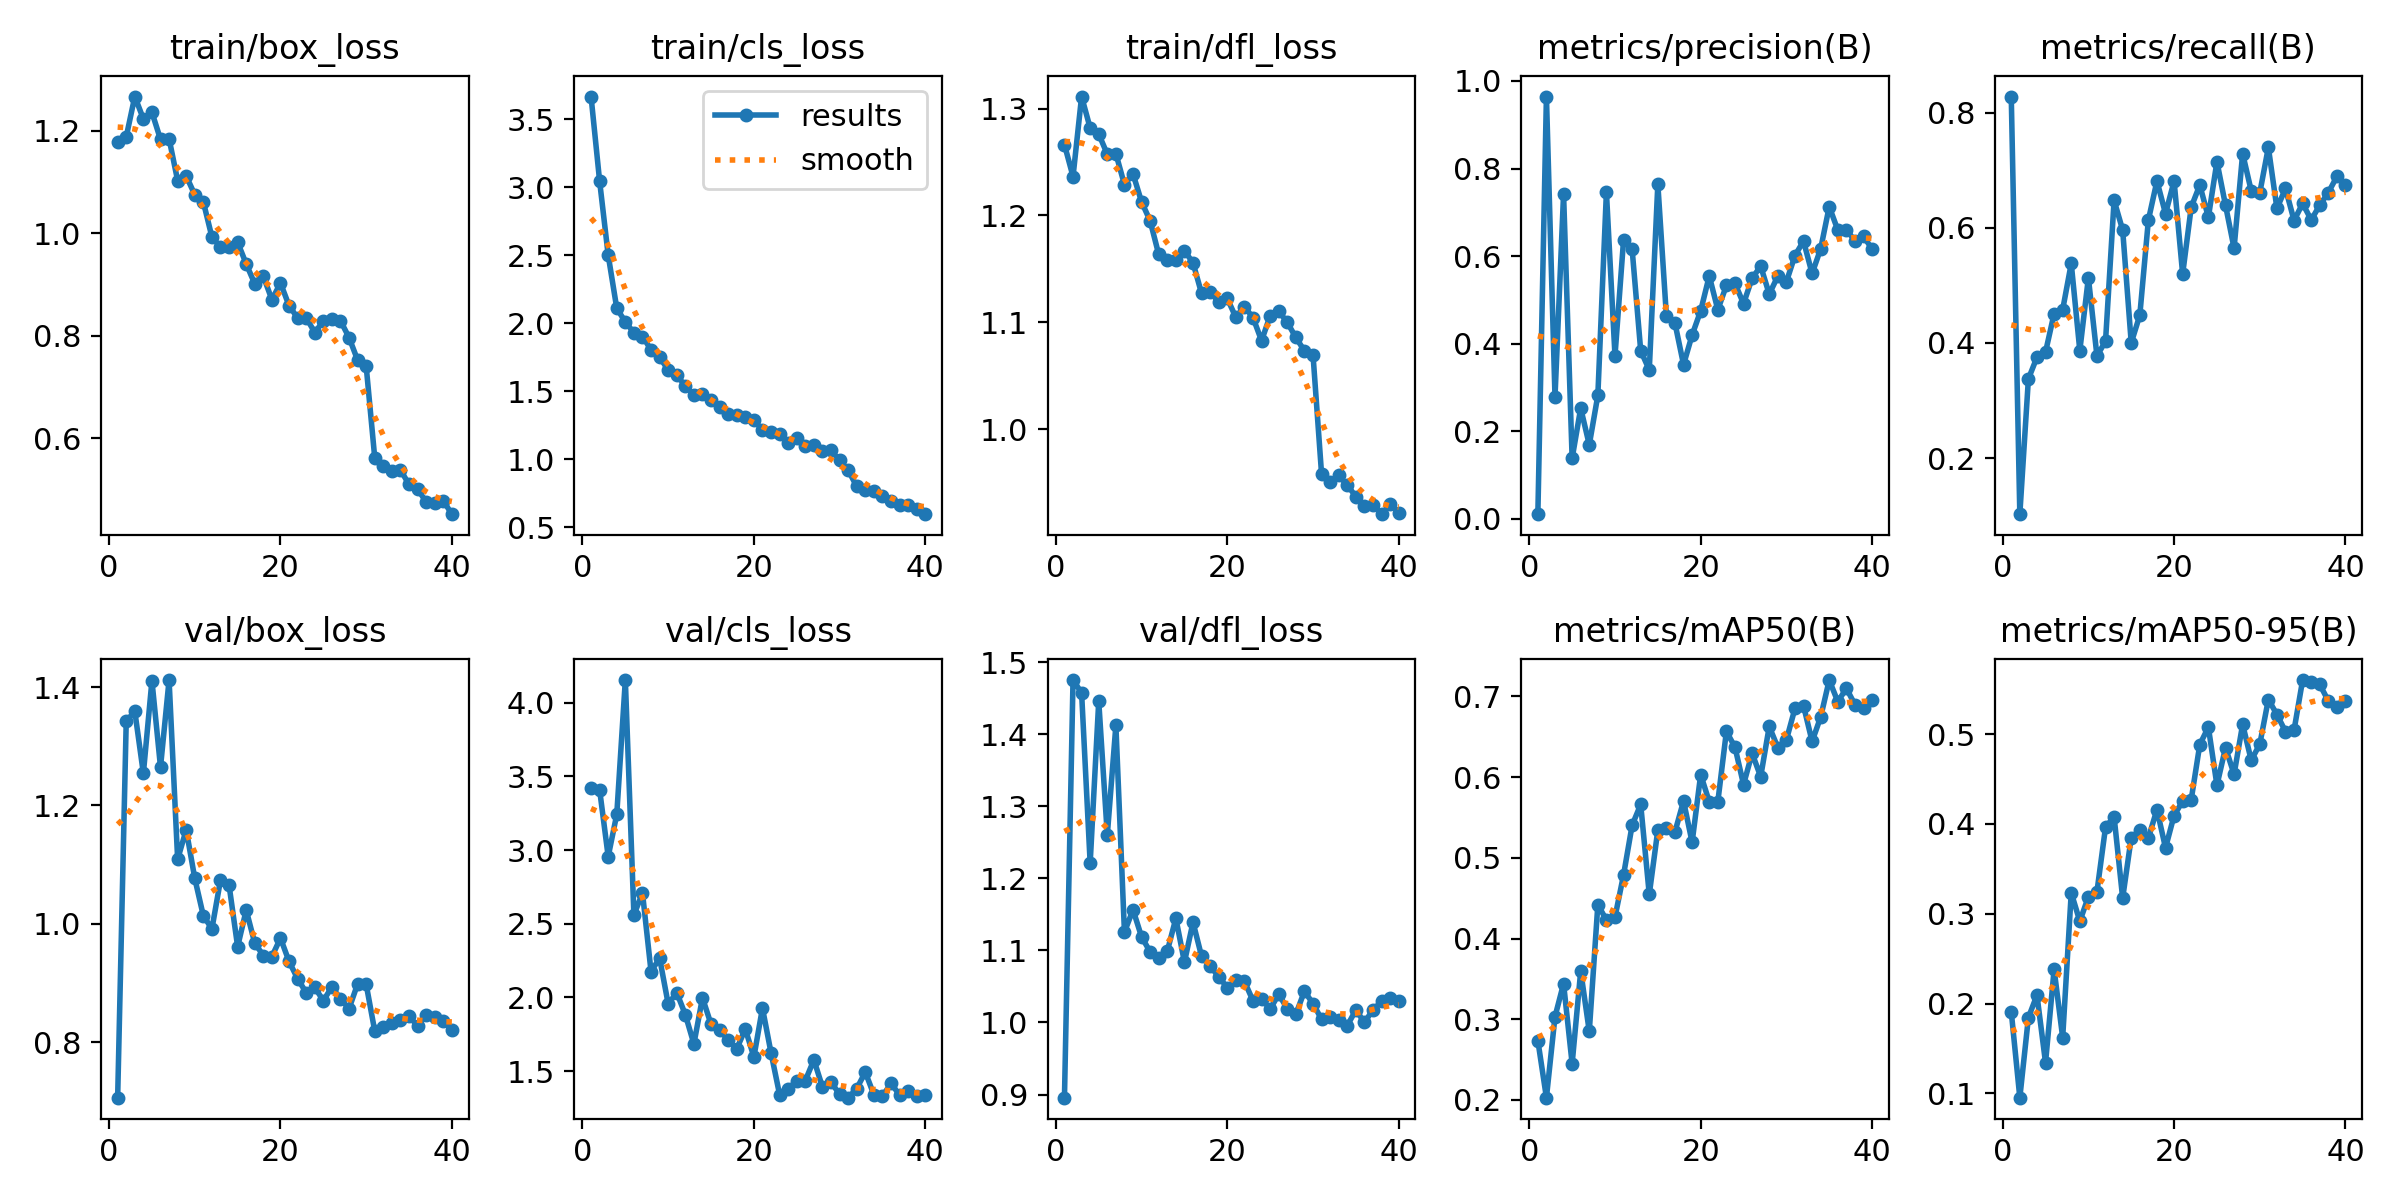 train/box_loss
1.2
1.0
0.8
0.6
0 20 40
train/cls_loss
results
smooth
3.5
3.0
2.5
2.0
1.5
1.0
0.5
0 20 40
train/dfl_loss
1.3
1.2
1.1
1.0
0 20 40
metrics/precision(B)
1.0
0.8
0.6
0.4
0.2
0.0
0 20 40
metrics/recall(B)
0.8
0.6
0.4
0.2
0 20 40
val/box_loss
1.4
1.2
1.0
0.8
0 20 40
val/cls_loss
4.0
3.5
3.0
2.5
2.0
1.5
0 20 40
val/dfl_loss
1.5
1.4
1.3
1.2
1.1
1.0
0.9
0 20 40
metrics/mAP50(B)
0.7
0.6
0.5
0.4
0.3
0.2
0 20 40
metrics/mAP50-95(B)
0.5
0.4
0.3
0.2
0.1
0 20 40